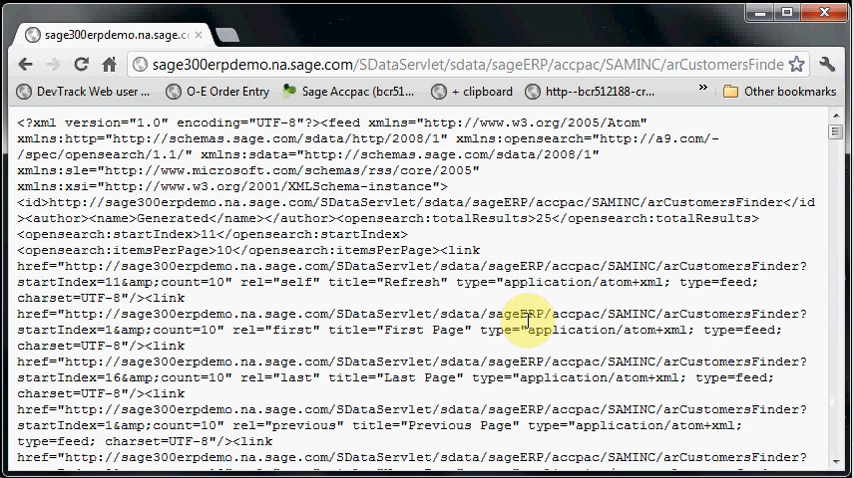 sage300erpdemo.na.sage.cc
sage300erpdemo.na.sage.com/SDataServlet/sdata/sageERP/accpac/SAMINC/arCustomersFinde
DevTrack Web user ...
O-E Order Entry
Sage Accpac (bcr51...
+ clipboard
http--bcr512188-cr...
»
Other bookmarks
<?xml version="1.0" encoding="UTF-8"?><feed xmlns="http://www.w3.org/2005/Atom"
xmlns:http="http://schemas.sage.com/sdata/http/2008/1" xmlns:opensearch="http://a9.com/-
/spec/opensearch/1.1/" xmlns:sdata="http://schemas.sage.com/sdata/2008/1"
xmlns:sle="http://www.microsoft.com/schemas/rss/core/2005"
xmlns:xsi="http://www.w3.org/2001/XMLSchema-instance">
<id>http://sage300erpdemo.na.sage.com/SDataServlet/sdata/sageERP/accpac/SAMINC/arCustomersFinder</id
><author><name>Generated</name></author><opensearch:totalResults>25</opensearch:totalResults>
<opensearch:startIndex>11</opensearch:startIndex>
<opensearch:itemsPerPage>10</opensearch:itemsPerPage><link
href="http://sage300erpdemo.na.sage.com/SDataServlet/sdata/sageERP/accpac/SAMINC/arCustomersFinder?
startIndex=11&amp;count=10" rel="self" title="Refresh" type="application/atom+xml; type=feed;
charset=UTF-8"/><link
href="http://sage300erpdemo.na.sage.com/SDataServlet/sdata/sageERP/accpac/SAMINC/arCustomersFinder?
startIndex=1&amp;count=10" rel="first" title="First Page" type="application/atom+xml; type=feed;
charset=UTF-8"/><link
href="http://sage300erpdemo.na.sage.com/SDataServlet/sdata/sageERP/accpac/SAMINC/arCustomersFinder?
startIndex=16&amp;count=10" rel="last" title="Last Page" type="application/atom+xml; type=feed;
charset=UTF-8"/><link
href="http://sage300erpdemo.na.sage.com/SDataServlet/sdata/sageERP/accpac/SAMINC/arCustomersFinder?
startIndex=1&amp;count=10" rel="previous" title="Previous Page" type="application/atom+xml;
type=feed; charset=UTF-8"/><link
href="http://sage300erpdemo.na.sage.com/SDataServlet/sdata/sageERP/accpac/SAMINC/arCustomersFinder?